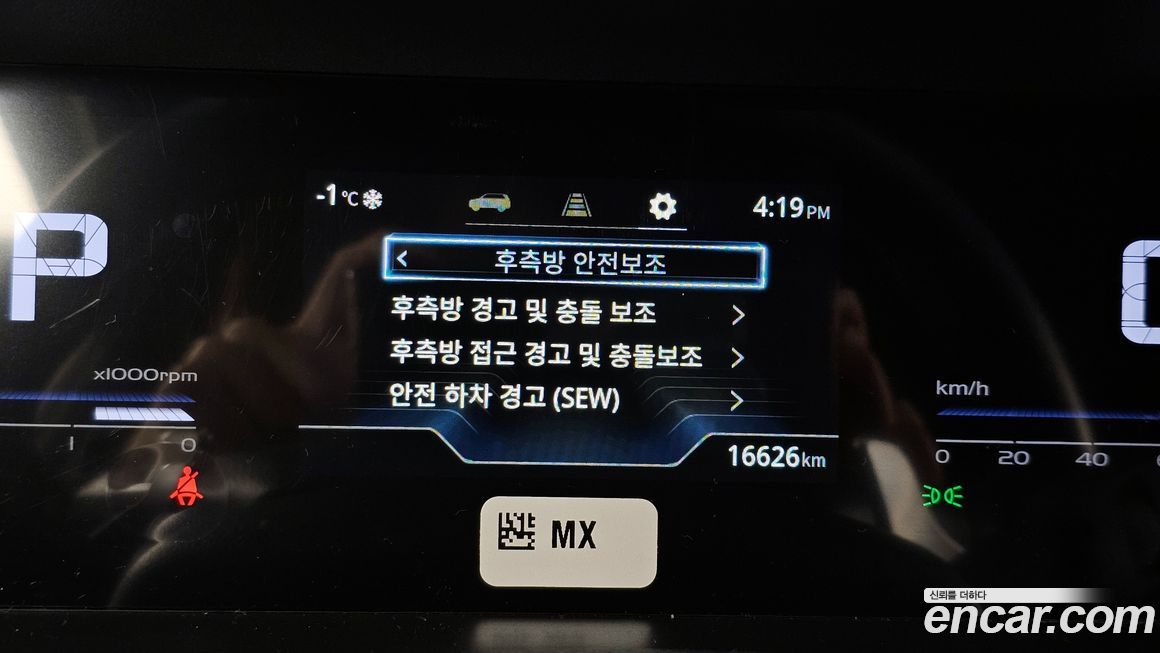 -1°C
4:19PM
P
후측방 안전보조
후측방 경고 및 충돌 보조
후측방 접근 경고 및 충돌보조
안전 하차 경고 (SEW)
x1000rpm
1 0
km/h
0 20 40
16626km
MX
신뢰를 더하다
encar.com